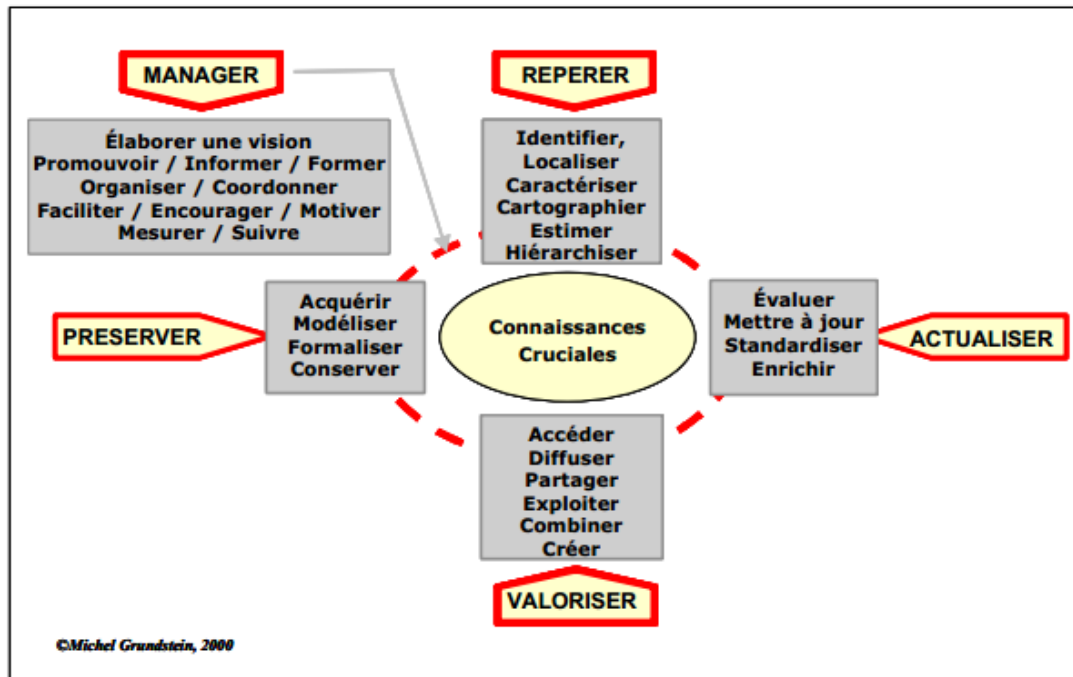 MANAGER
Élaborer une vision
Promouvoir / Informer / Former
Organiser / Coordonner
Faciliter / Encourager / Motiver
Mesurer / Suivre
REPERER
Identifier,
Localiser
Caractériser
Cartographier
Estimer
Hiérarchiser
PRESERVER
Acquérir
Modéliser
Formaliser
Conserver
Connaissances
Cruciales
Évaluer
Mettre à jour
Standardiser
Enrichir
ACTUALISER
Accéder
Diffuser
Partager
Exploiter
Combiner
Créer
VALORISER
©Michel Grundstein, 2000